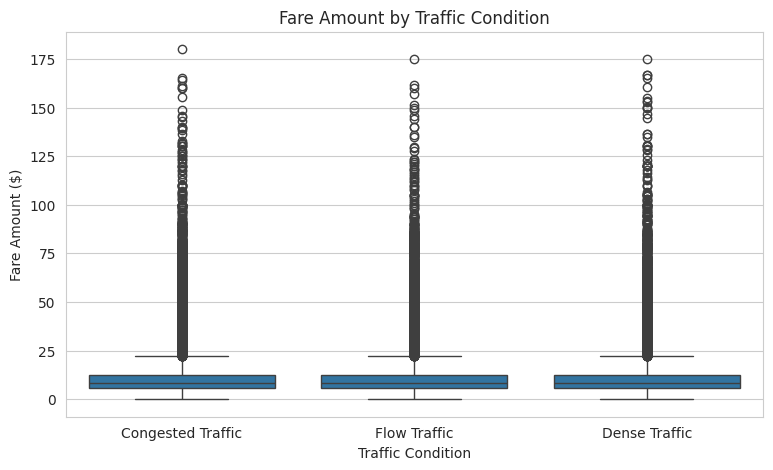 Fare Amount by Traffic Condition
Fare Amount ($)
175
150
125
100
75
50
25
0
Congested Traffic
Flow Traffic
Dense Traffic
Traffic Condition